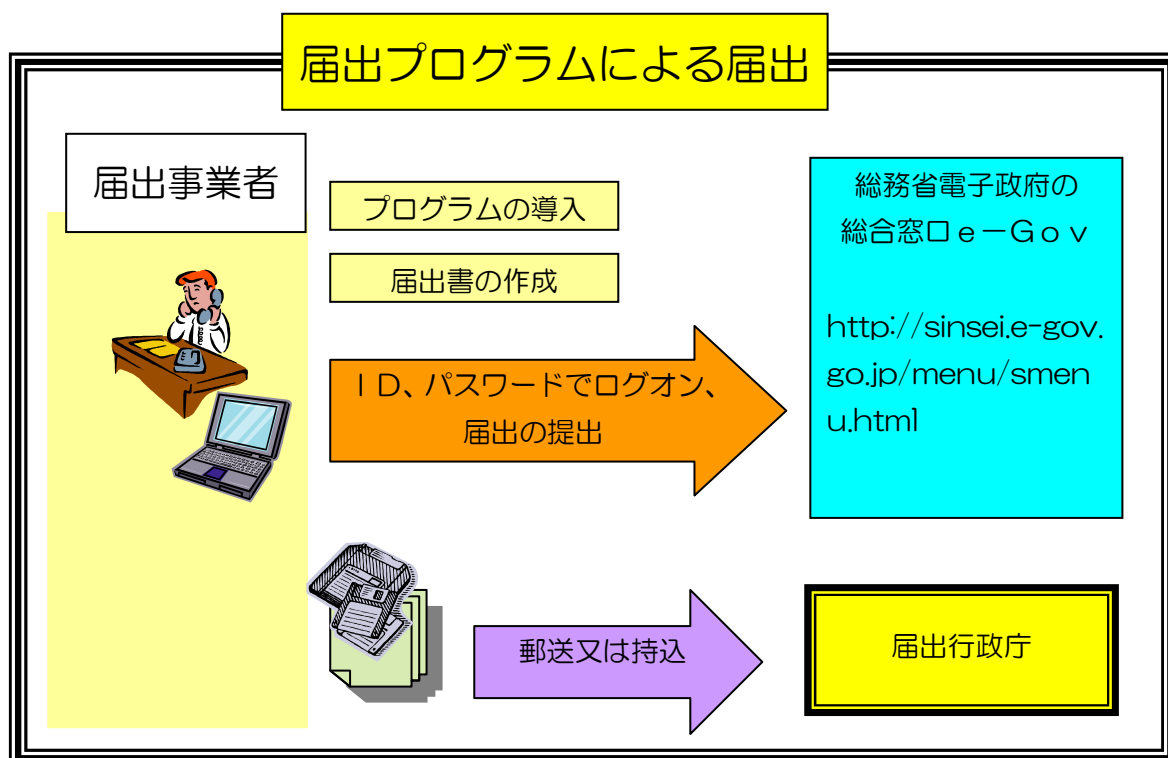 届出プログラムによる届出
届出事業者
プログラムの導入
届出書の作成
ID、パスワードでログオン、
届出の提出
総務省電子政府の
総合窓口e-Gov
http://sinsei.e-gov.
go.jp/menu/smen
u.html
郵送又は持込
届出行政庁